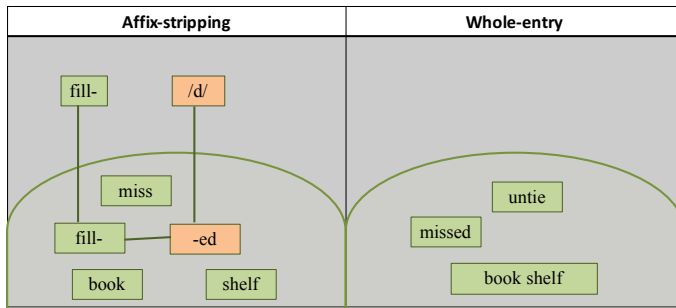 Affix-stripping
Whole-entry
fill-
/d/
miss
fill-
-ed
book
shelf
untie
missed
book shelf